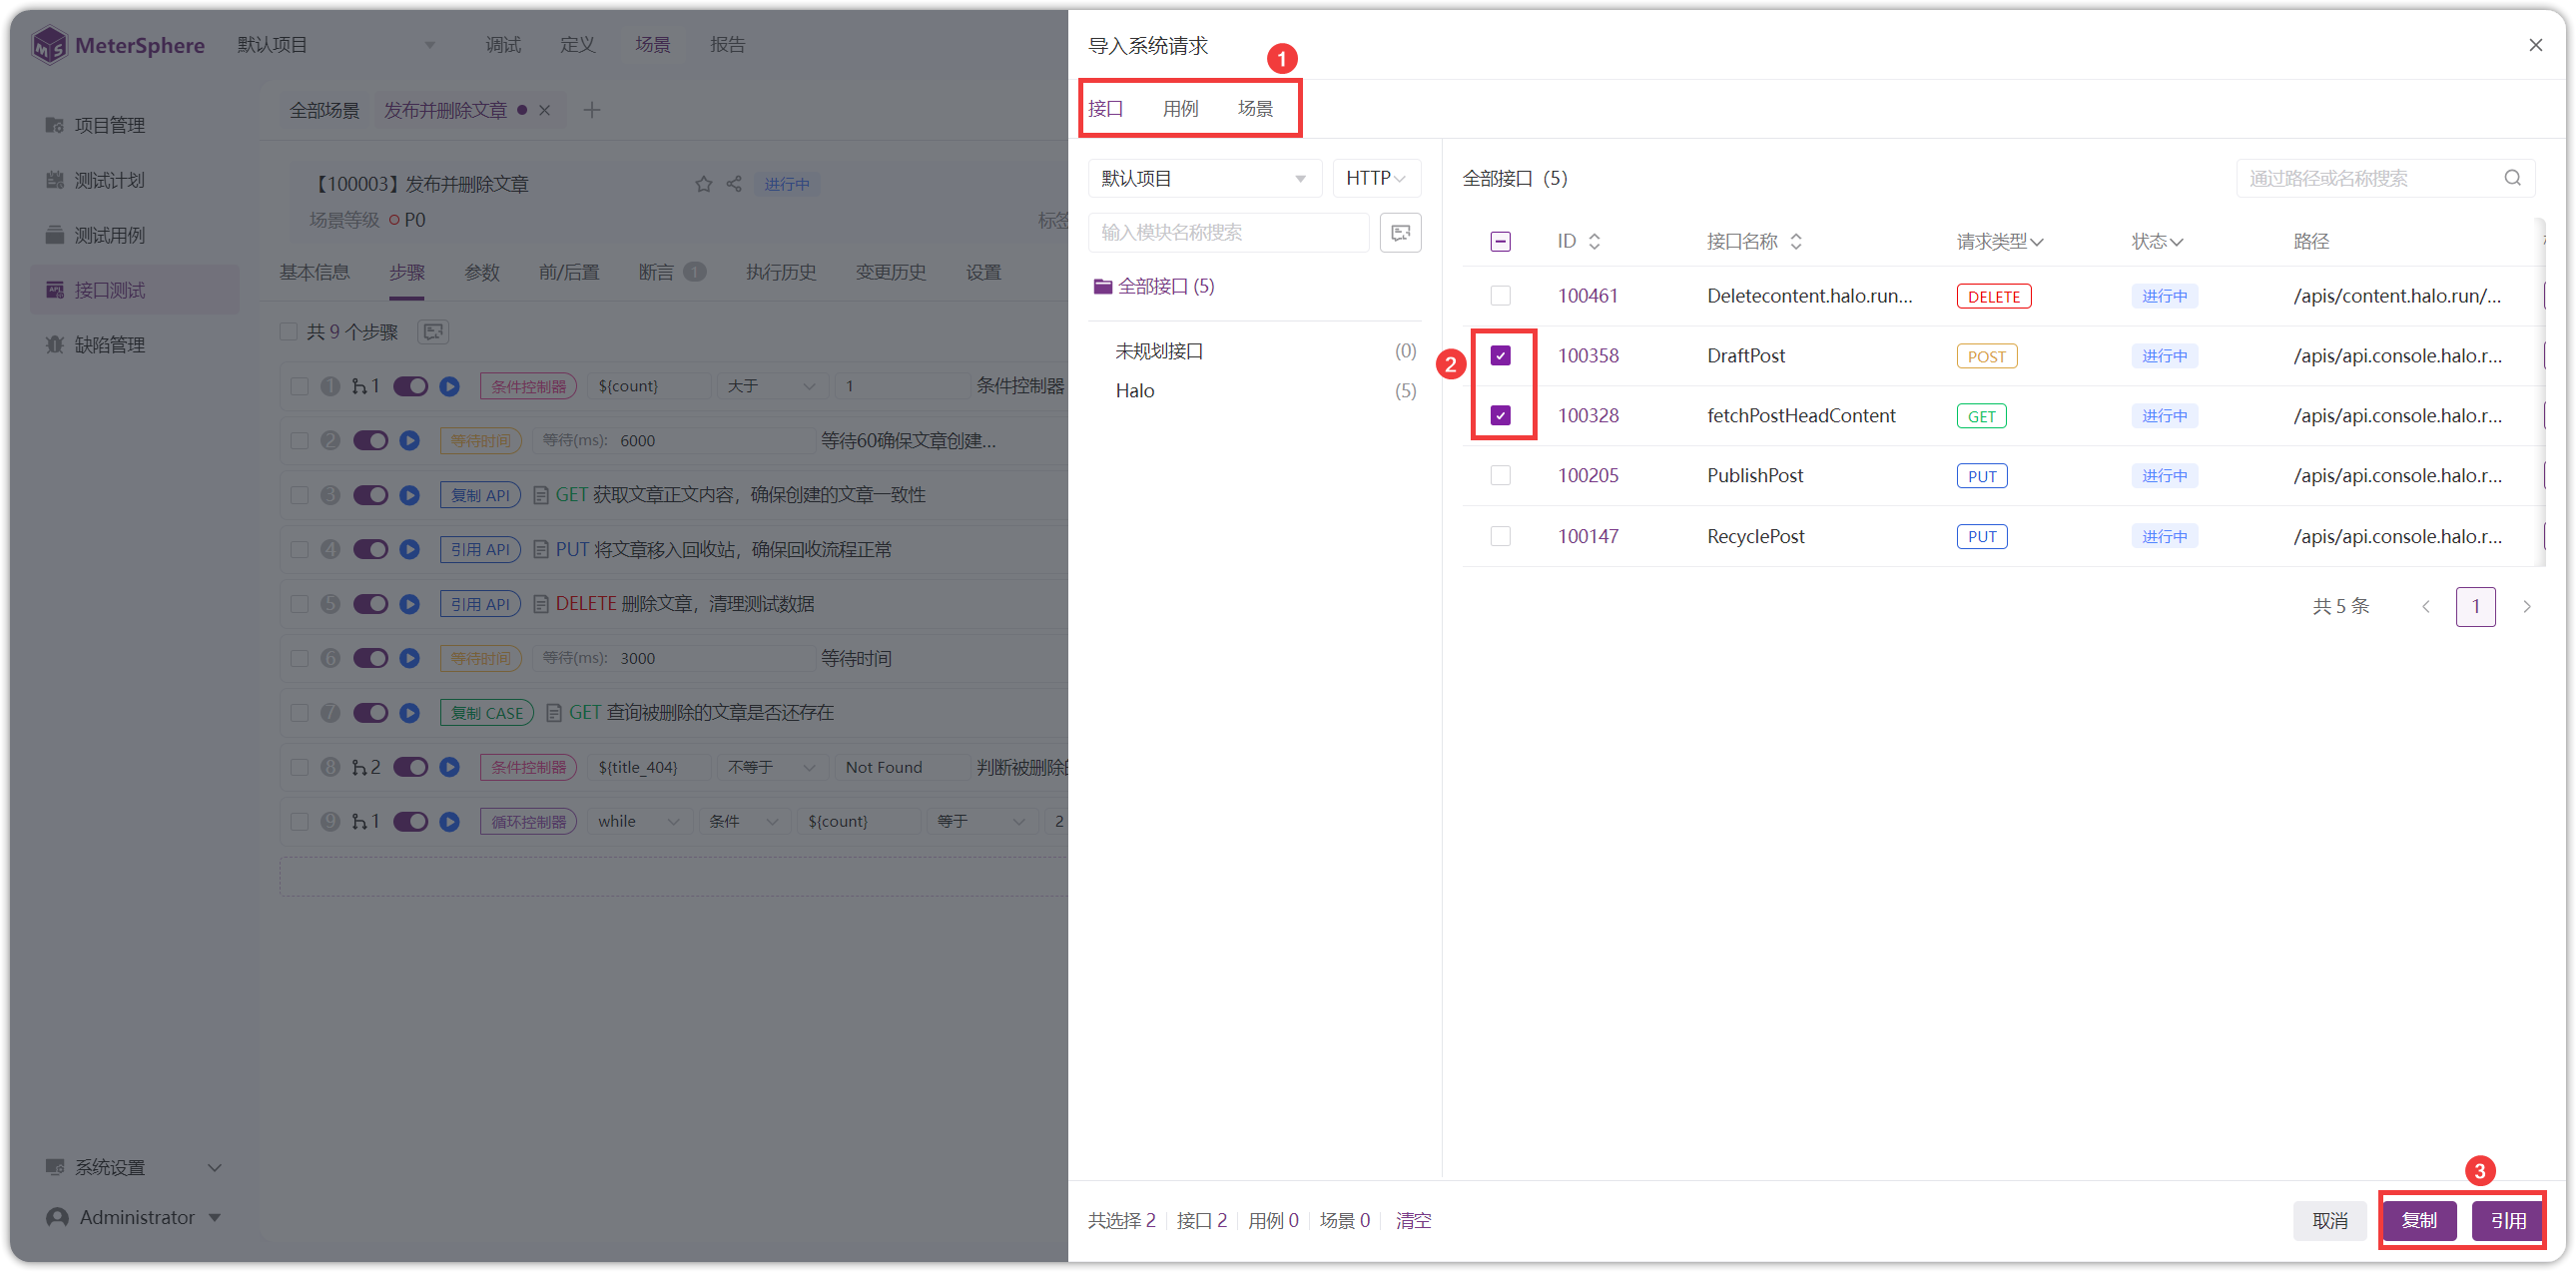 MeterSphere 默认项目 调试 定义 场景 报告
项目管理
测试计划
测试用例
接口测试
缺陷管理
系统设置
Administrator
全部场景 发布并删除文章
【100003】发布并删除文章 进行中
场景等级 P0
基本信息 步骤 参数 前/后置 断言 1 执行历史 变更历史 设置
共 9 个步骤
1 1 条件控制器 ${count} 大于 1 条件控制器
2 等待时间 等待(ms): 6000 等待60确保文章创建...
3 复制 API GET 获取文章正文内容，确保创建的文章一致性
4 引用 API PUT 将文章移入回收站，确保回收流程正常
5 引用 API DELETE 删除文章，清理测试数据
6 等待时间 等待(ms): 3000 等待时间
7 复制 CASE GET 查询被删除的文章是否还存在
8 2 条件控制器 ${title_404} 不等于 Not Found 判断被删除
9 1 循环控制器 while 条件 ${count} 等于 2
导入系统请求
1
接口 用例 场景
默认项目 HTTP
输入模块名称搜索
全部接口 (5)
未规划接口 (0)
Halo (5)
全部接口 (5) 通过路径或名称搜索
ID 接口名称 请求类型 状态 路径
100461 Deletecontent.halo.run... DELETE 进行中 /apis/content.halo.run/...
2
100358 DraftPost POST 进行中 /apis/api.console.halo.r...
100328 fetchPostHeadContent GET 进行中 /apis/api.console.halo.r...
100205 PublishPost PUT 进行中 /apis/api.console.halo.r...
100147 RecyclePost PUT 进行中 /apis/api.console.halo.r...
共 5 条 1
3
共选择 2 接口 2 用例 0 场景 0 清空
取消 复制 引用